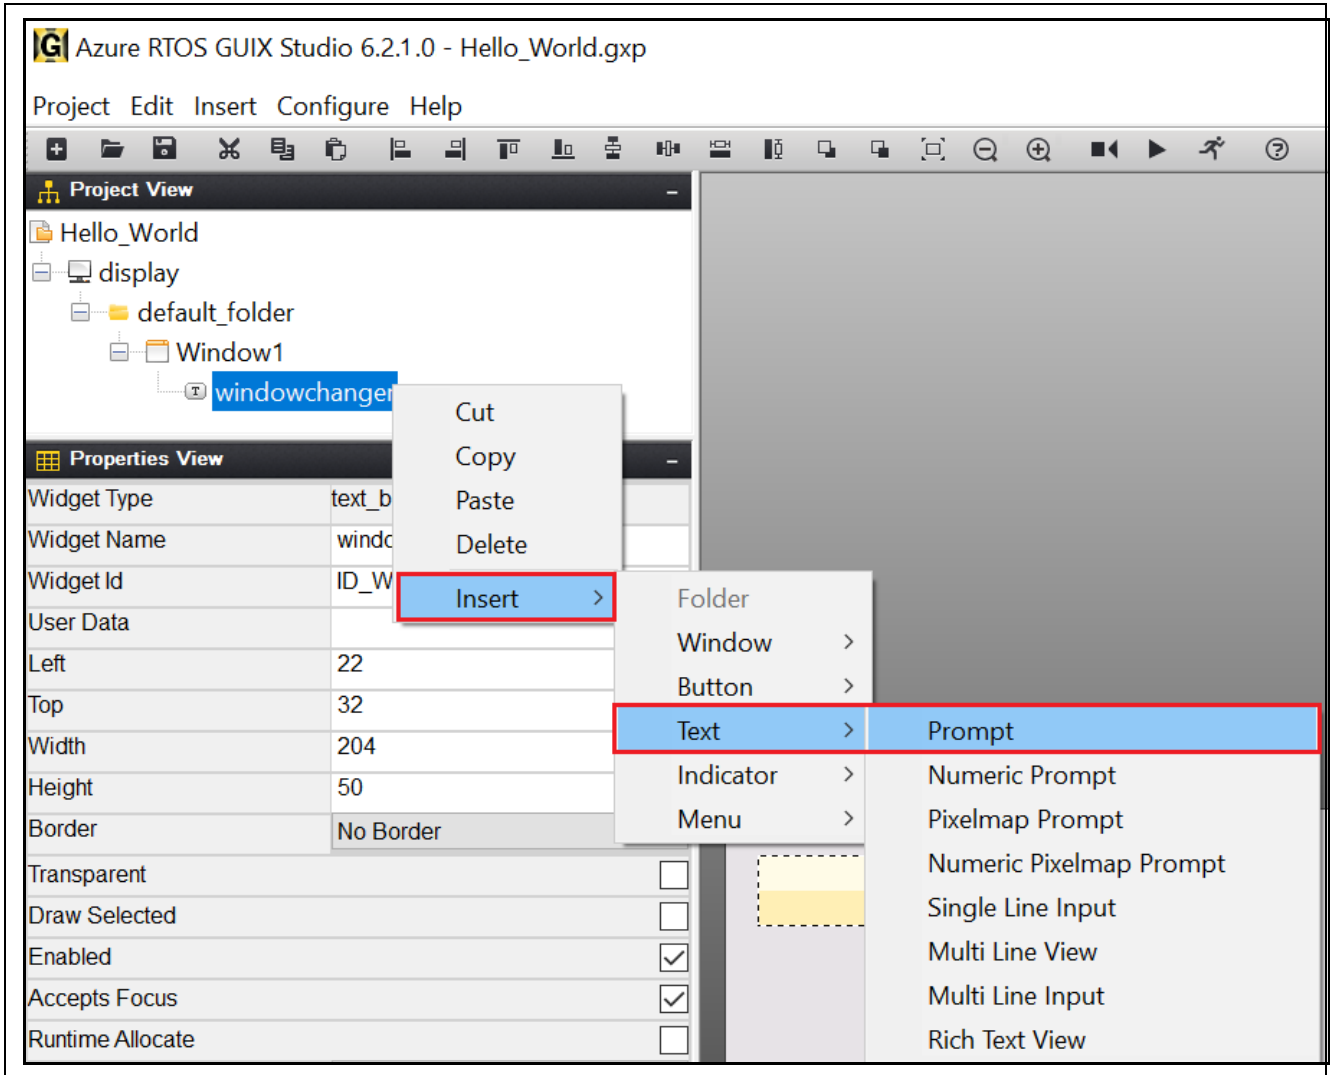 Azure RTOS GUIX Studio 6.2.1.0 - Hello_World.gxp
Project Edit Insert Configure Help
Project View
Hello_World
display
default_folder
Window1
windowchanger
Cut
Copy
Paste
Delete
Insert
Folder
Window
Button
Text
Indicator
Menu
Prompt
Numeric Prompt
Pixelmap Prompt
Numeric Pixelmap Prompt
Single Line Input
Multi Line View
Multi Line Input
Rich Text View
Properties View
Widget Type text_b
Widget Name windo
Widget Id ID_W
User Data
Left 22
Top 32
Width 204
Height 50
Border No Border
Transparent
Draw Selected
Enabled
Accepts Focus
Runtime Allocate